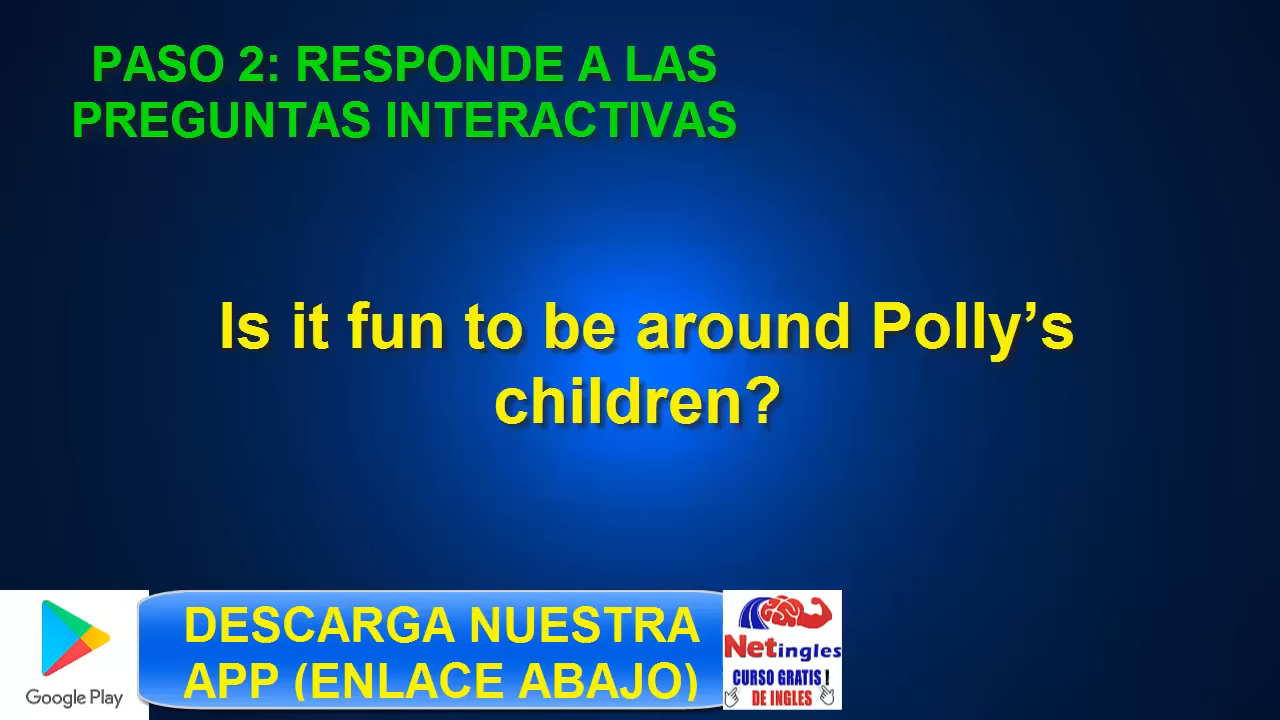 PASO 2: RESPONDE A LAS
PREGUNTAS INTERACTIVAS
Is it fun to be around Polly’s
children?
DESCARGA NUESTRA
APP (ENLACE ABAJO)
Google Play
Netingles
CURSO GRATIS !
DE INGLES